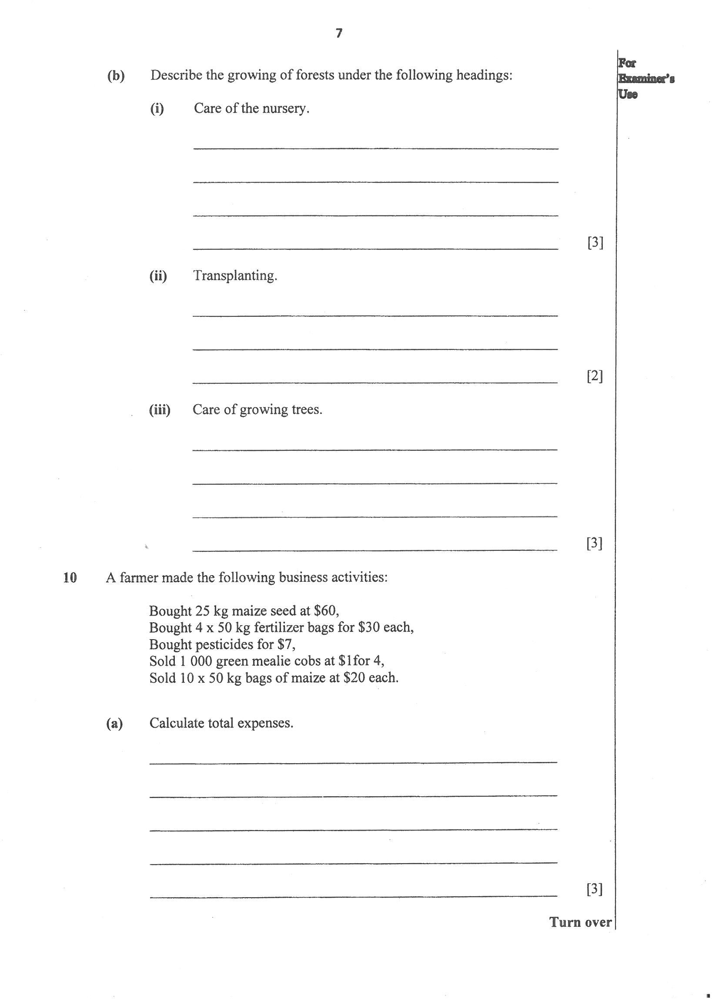 7
For
Examiner's
Use
(b) Describe the growing of forests under the following headings:
(i) Care of the nursery.
[3]
(ii) Transplanting.
[2]
(iii) Care of growing trees.
[3]
10 A farmer made the following business activities:
Bought 25 kg maize seed at $60,
Bought 4 x 50 kg fertilizer bags for $30 each,
Bought pesticides for $7,
Sold 1 000 green mealie cobs at $1for 4,
Sold 10 x 50 kg bags of maize at $20 each.
(a) Calculate total expenses.
[3]
Turn over